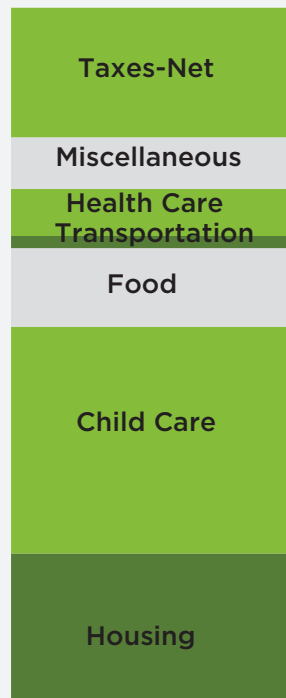 Taxes-Net
Miscellaneous
Health Care
Transportation
Food
Child Care
Housing